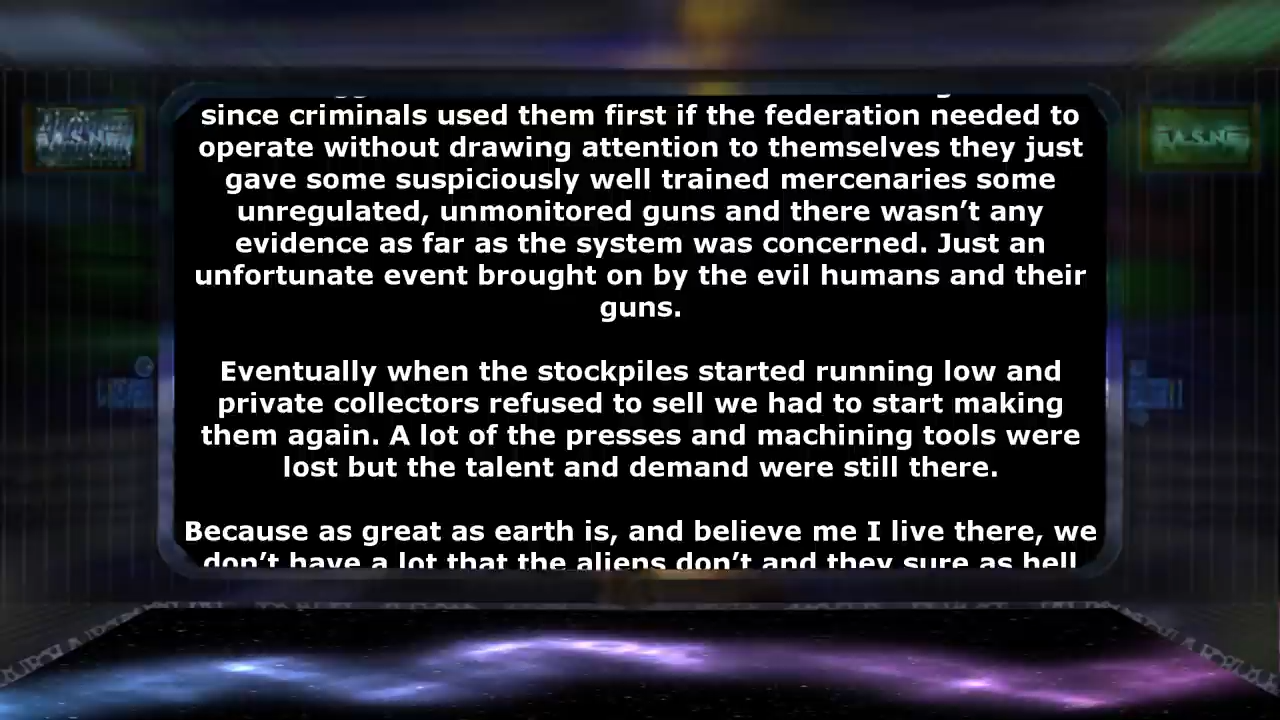 since criminals used them first if the federation needed to
operate without drawing attention to themselves they just
gave some suspiciously well trained mercenaries some
unregulated, unmonitored guns and there wasn’t any
evidence as far as the system was concerned. Just an
unfortunate event brought on by the evil humans and their
guns.
Eventually when the stockpiles started running low and
private collectors refused to sell we had to start making
them again. A lot of the presses and machining tools were
lost but the talent and demand were still there.
Because as great as earth is, and believe me I live there, we
don’t have a lot that the aliens don’t and they sure as hell